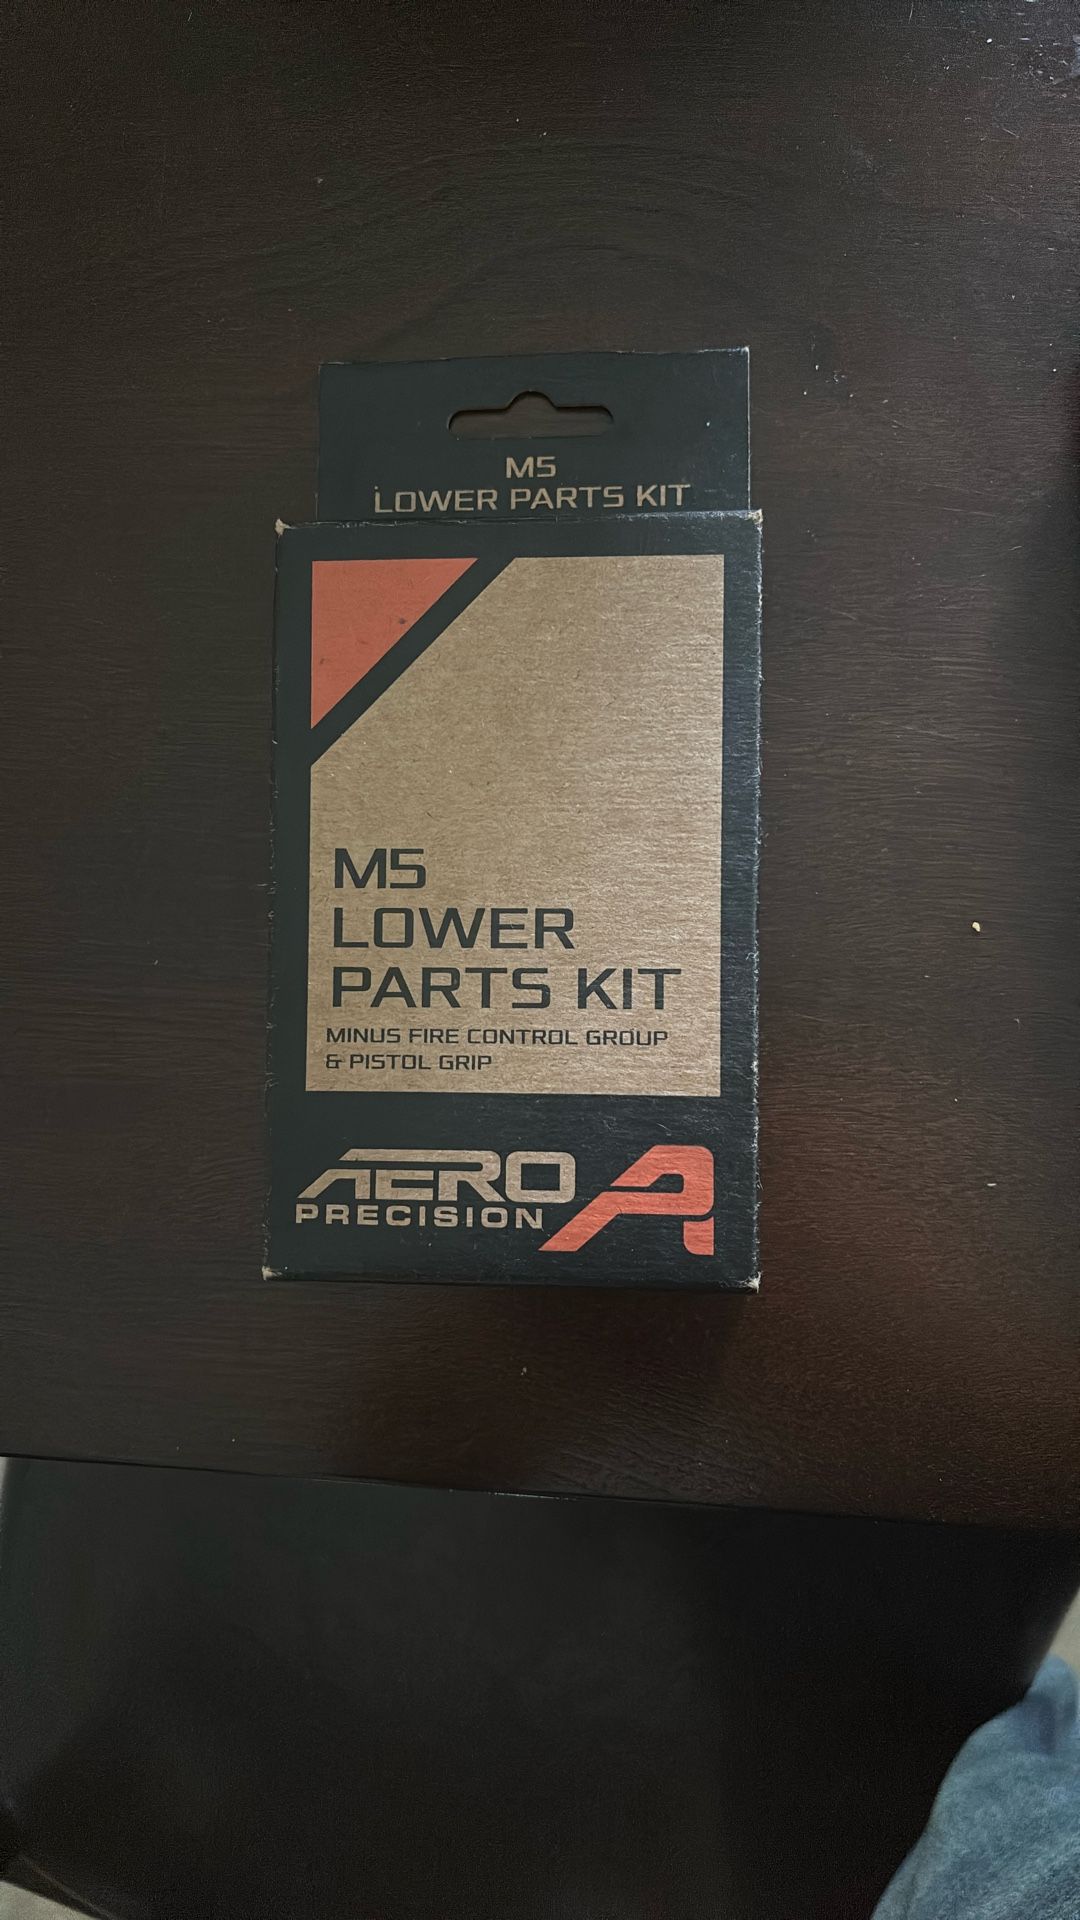 M5
LOWER PARTS KIT
M5
LOWER
PARTS KIT
MINUS FIRE CONTROL GROUP
& PISTOL GRIP
AERO
PRECISION